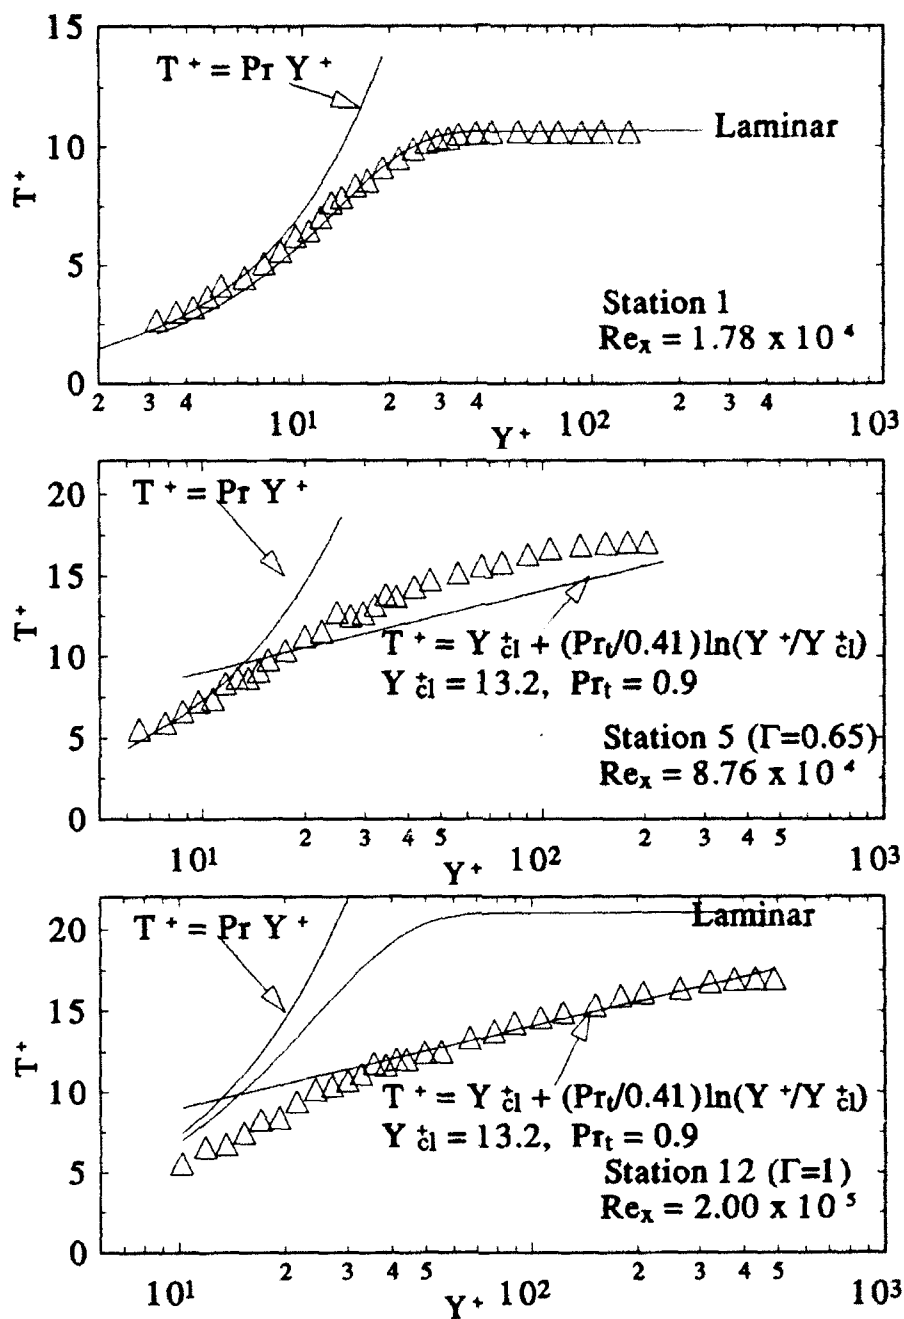 15
T + = Pr Y +
Laminar
10
T+
5
Station 1
Rex = 1.78 x 10 4
0
2 3 4 101 2 3 4 102 2 3 4 103
Y+
20
T + = Pr Y +
15
T+
10
T + = Y +cl + (Prt/0.41)ln(Y +/Y +cl)
Y +cl = 13.2, Prt = 0.9
5
Station 5 (Γ=0.65)
Rex = 8.76 x 10 4
0
101 2 3 4 5 102 2 3 4 5 103
Y+
20
T + = Pr Y +
Laminar
15
T+
10
T + = Y +cl + (Prt/0.41)ln(Y +/Y +cl)
Y +cl = 13.2, Prt = 0.9
5
Station 12 (Γ=1)
Rex = 2.00 x 10 5
0
101 2 3 4 5 102 2 3 4 5 103
Y+